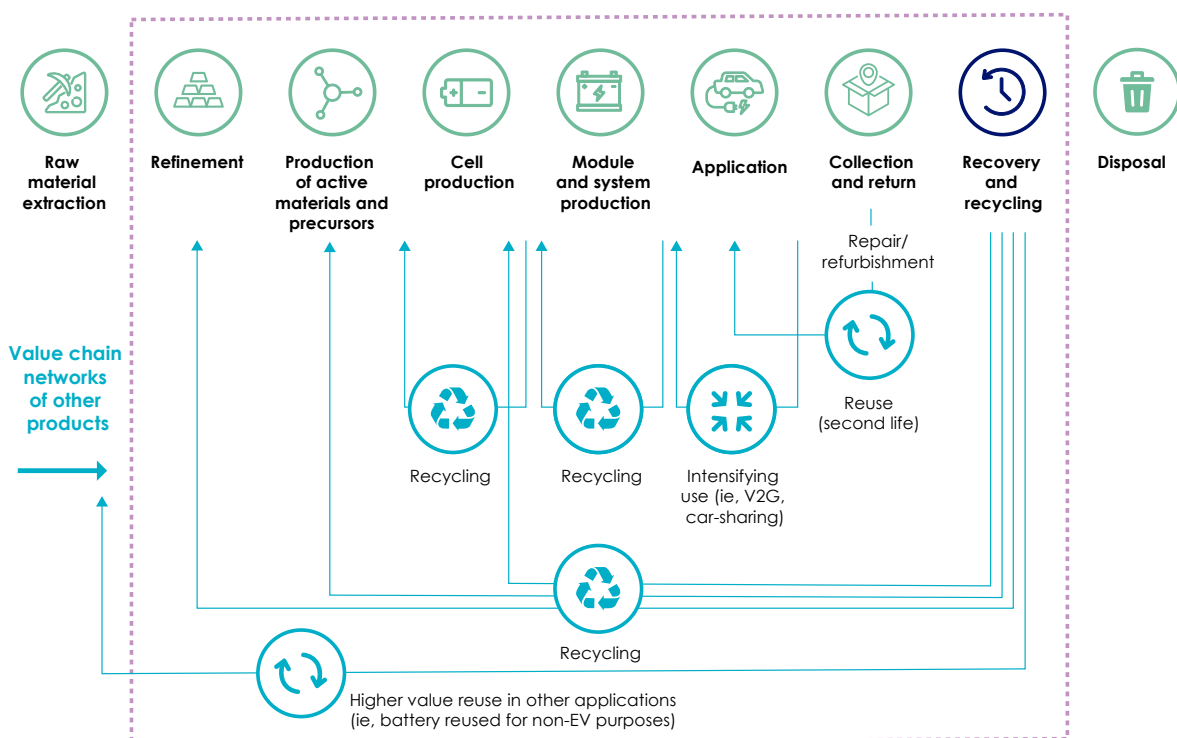 Raw
material
extraction
Refinement
Production
of active
materials and
precursors
Cell
production
Module
and system
production
Application
Collection
and return
Recovery
and
recycling
Disposal
Repair/
refurbishment
Value chain
networks
of other
products
Reuse
(second life)
Recycling
Recycling
Intensifying
use (ie, V2G,
car-sharing)
Recycling
Higher value reuse in other applications
(ie, battery reused for non-EV purposes)